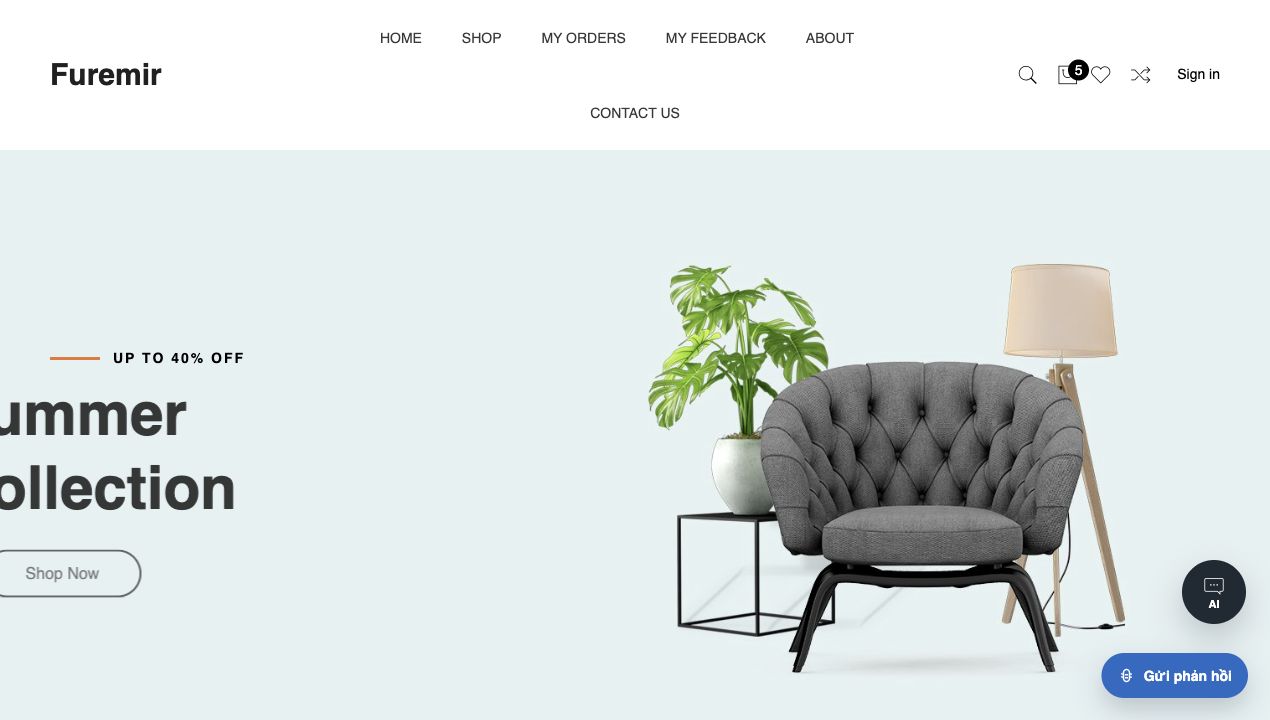 HOME SHOP MY ORDERS MY FEEDBACK ABOUT
Furemir
5
Sign in
CONTACT US
UP TO 40% OFF
ummer
ollection
Shop Now
AI
Gửi phản hồi